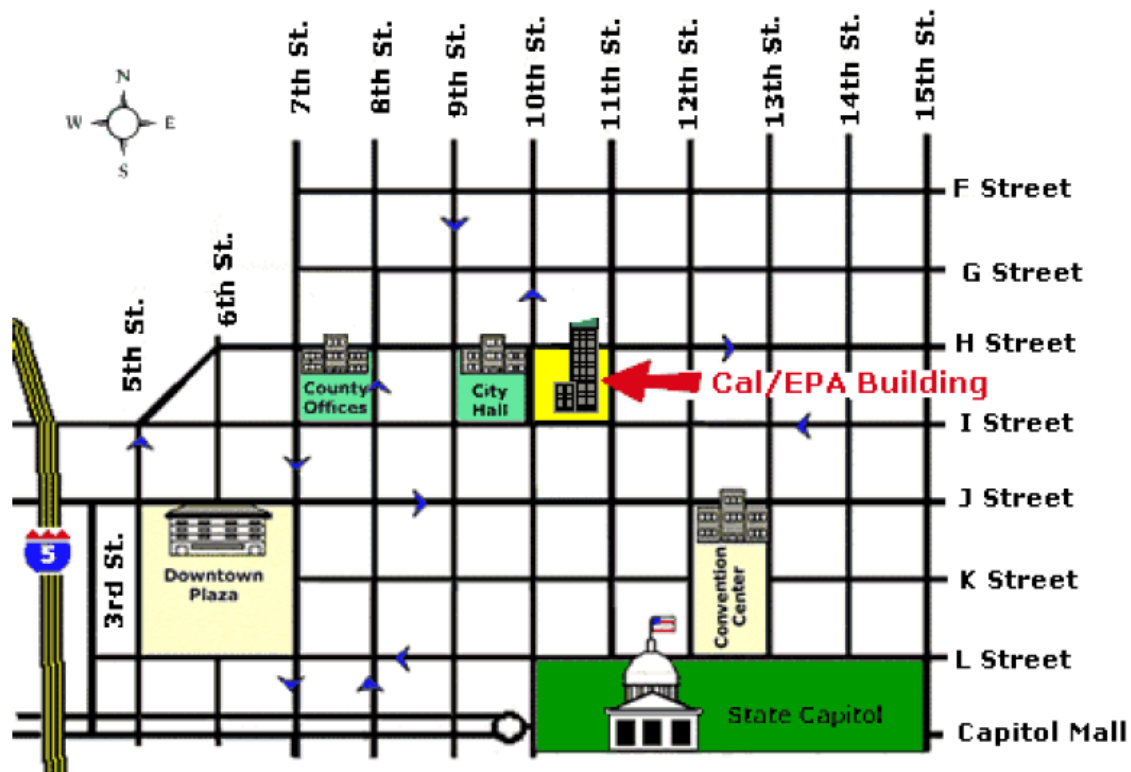 N
W
E
S
5th St.
6th St.
7th St.
8th St.
9th St.
10th St.
11th St.
12th St.
13th St.
14th St.
15th St.
F Street
G Street
H Street
County
Offices
City
Hall
Cal/EPA Building
I Street
J Street
5
3rd St.
Downtown
Plaza
Convention
Center
K Street
L Street
State Capitol
Capitol Mall